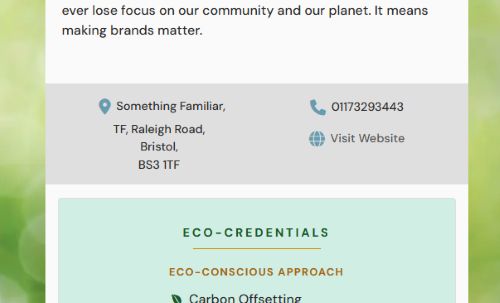 ever lose focus on our community and our planet. It means
making brands matter.
Something Familiar,
TF, Raleigh Road,
Bristol,
BS3 1TF
01173293443
Visit Website
ECO-CREDENTIALS
ECO-CONSCIOUS APPROACH
Carbon Offsetting